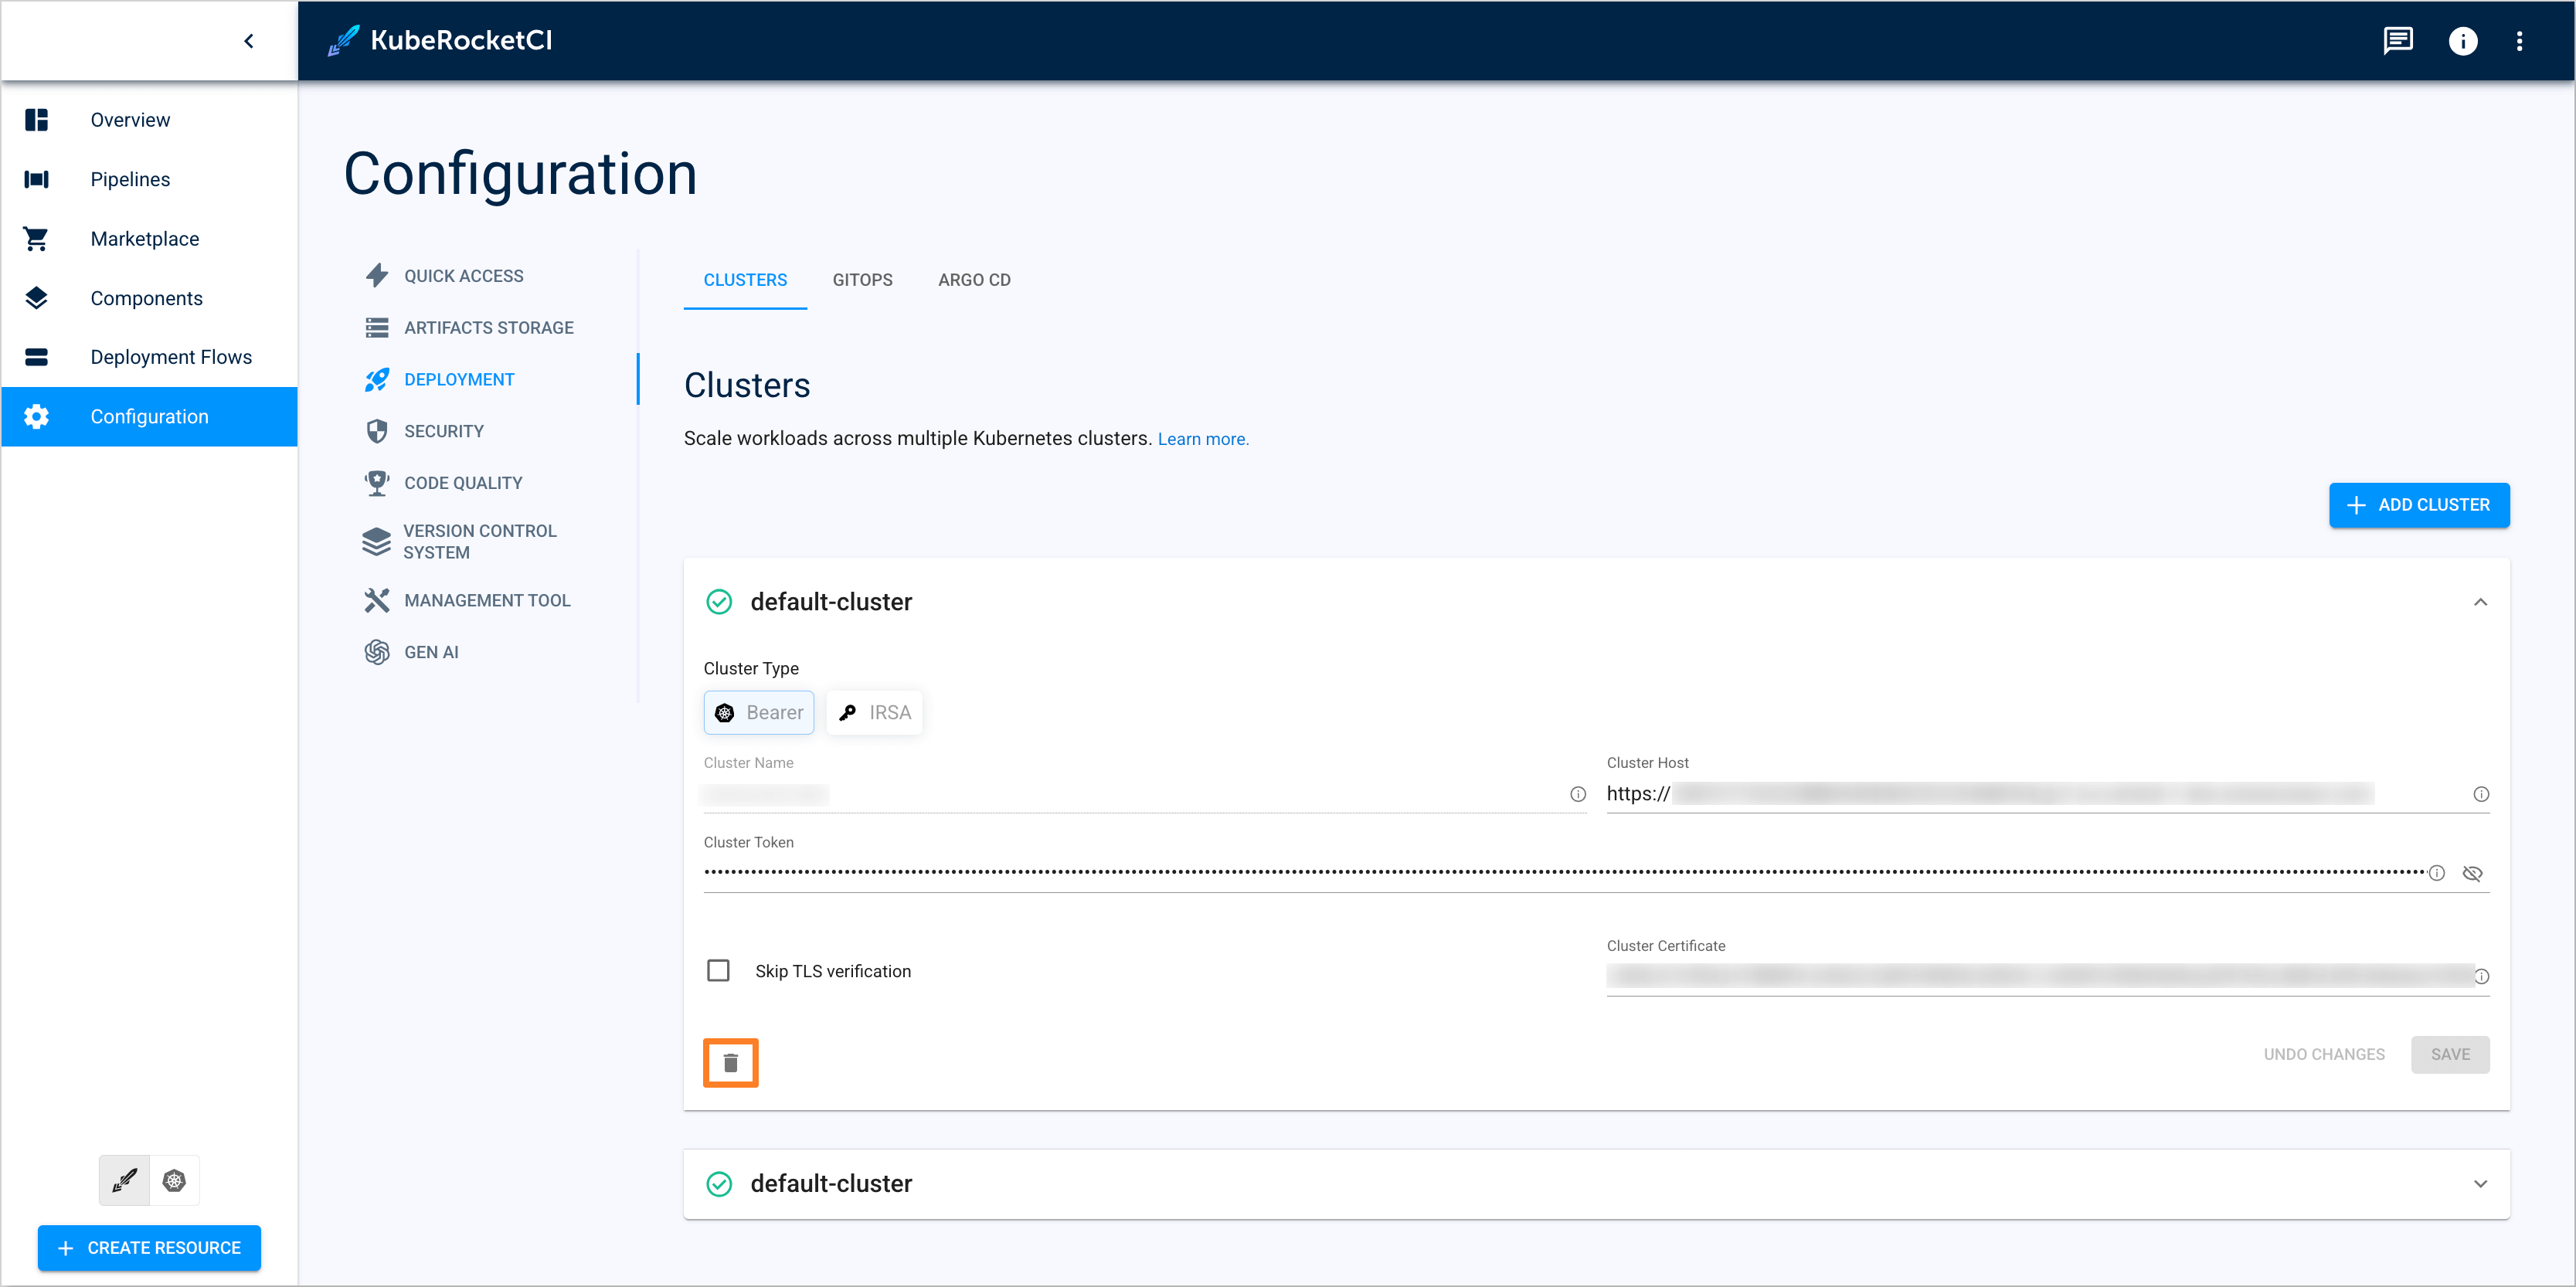 KubeRocketCI
Overview
Pipelines
Marketplace
Components
Deployment Flows
Configuration
CREATE RESOURCE
Configuration
QUICK ACCESS
ARTIFACTS STORAGE
DEPLOYMENT
SECURITY
CODE QUALITY
VERSION CONTROL
SYSTEM
MANAGEMENT TOOL
GEN AI
CLUSTERS GITOPS ARGO CD
Clusters
Scale workloads across multiple Kubernetes clusters. Learn more.
ADD CLUSTER
default-cluster
Cluster Type
Bearer IRSA
Cluster Name
Cluster Host
https://
Cluster Token
Skip TLS verification
Cluster Certificate
UNDO CHANGES SAVE
default-cluster